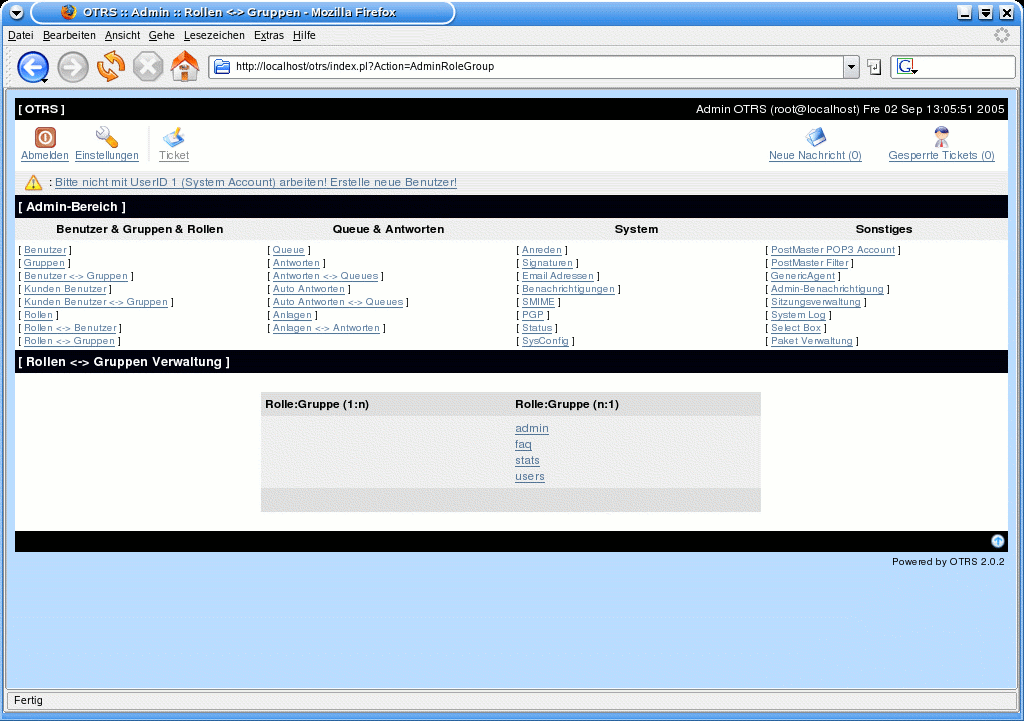 OTRS :: Admin :: Rollen <-> Gruppen - Mozilla Firefox
Datei Bearbeiten Ansicht Gehe Lesezeichen Extras Hilfe
http://localhost/otrs/index.pl?Action=AdminRoleGroup
[ OTRS ] Admin OTRS (root@localhost) Fre 02 Sep 13:05:51 2005
Abmelden Einstellungen Ticket Neue Nachricht (0) Gesperrte Tickets (0)
: Bitte nicht mit UserID 1 (System Account) arbeiten! Erstelle neue Benutzer!
[ Admin-Bereich ]
Benutzer & Gruppen & Rollen Queue & Antworten System Sonstiges
[ Benutzer ] [ Queue ] [ Anreden ] [ PostMaster POP3 Account ]
[ Gruppen ] [ Antworten ] [ Signaturen ] [ PostMaster Filter ]
[ Benutzer <-> Gruppen ] [ Antworten <-> Queues ] [ Email Adressen ] [ GenericAgent ]
[ Kunden Benutzer ] [ Auto Antworten ] [ Benachrichtigungen ] [ Admin-Benachrichtigung ]
[ Kunden Benutzer <-> Gruppen ] [ Auto Antworten <-> Queues ] [ SMIME ] [ Sitzungsverwaltung ]
[ Rollen ] [ Anlagen ] [ PGP ] [ System Log ]
[ Rollen <-> Benutzer ] [ Anlagen <-> Antworten ] [ Status ] [ Select Box ]
[ Rollen <-> Gruppen ] [ SysConfig ] [ Paket Verwaltung ]
[ Rollen <-> Gruppen Verwaltung ]
Rolle:Gruppe (1:n) Rolle:Gruppe (n:1)
admin
faq
stats
users
Powered by OTRS 2.0.2
Fertig